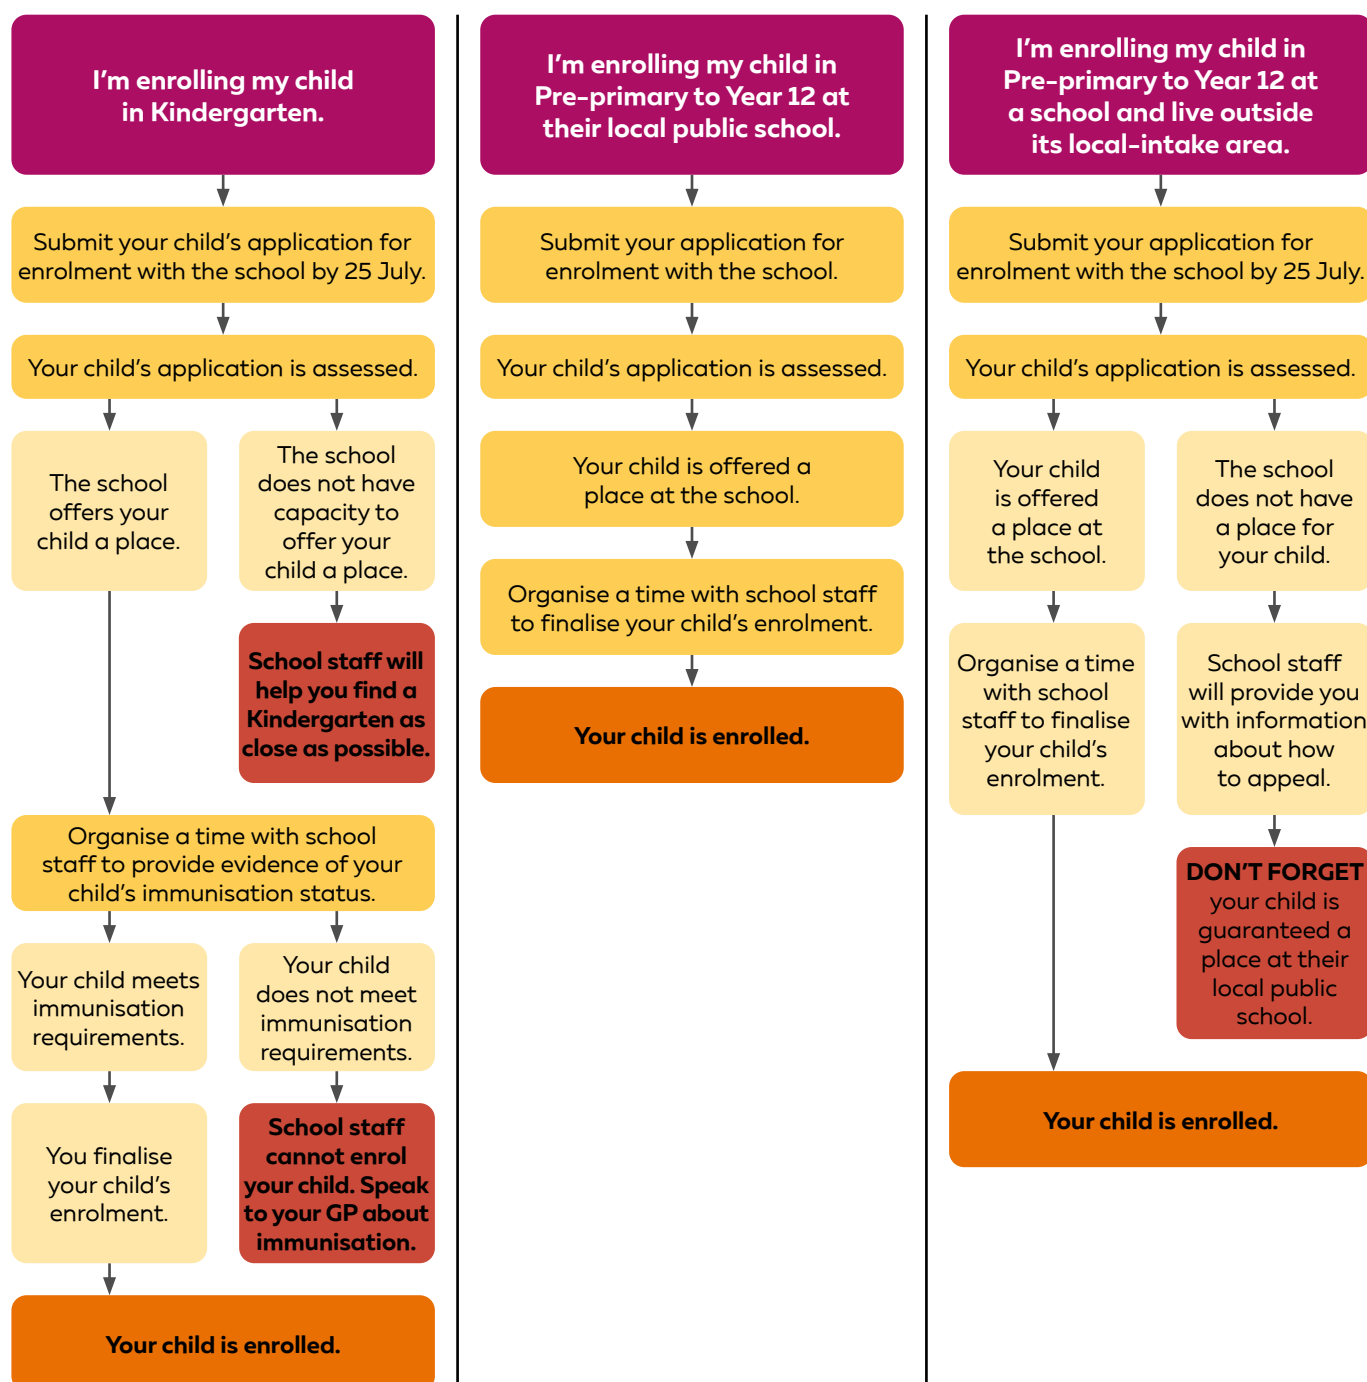 I'm enrolling my child
in Kindergarten.
Submit your child's application for
enrolment with the school by 25 July.
Your child's application is assessed.
The school
offers your
child a place.
The school
does not have
capacity to
offer your
child a place.
School staff will
help you find a
Kindergarten as
close as possible.
Organise a time with school
staff to provide evidence of your
child's immunisation status.
Your child meets
immunisation
requirements.
Your child
does not meet
immunisation
requirements.
You finalise
your child's
enrolment.
School staff
cannot enrol
your child. Speak
to your GP about
immunisation.
Your child is enrolled.
I'm enrolling my child in
Pre-primary to Year 12 at
their local public school.
Submit your application for
enrolment with the school.
Your child's application is assessed.
Your child is offered a
place at the school.
Organise a time with school staff
to finalise your child's enrolment.
Your child is enrolled.
I'm enrolling my child in
Pre-primary to Year 12 at
a school and live outside
its local-intake area.
Submit your application for
enrolment with the school by 25 July.
Your child's application is assessed.
Your child
is offered
a place at
the school.
The school
does not have
a place for
your child.
Organise a time
with school
staff to finalise
your child's
enrolment.
School staff
will provide you
with information
about how
to appeal.
DON'T FORGET
your child is
guaranteed a
place at their
local public
school.
Your child is enrolled.